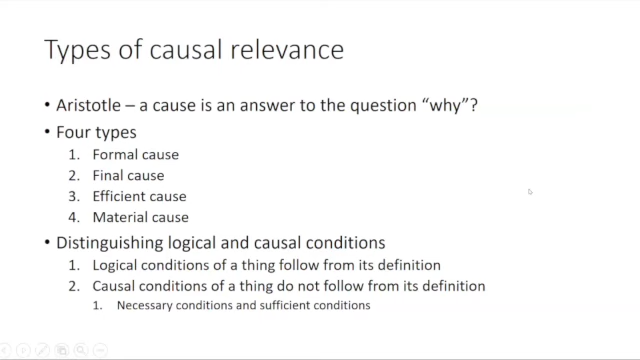 Types of causal relevance
• Aristotle – a cause is an answer to the question “why”?
• Four types
1. Formal cause
2. Final cause
3. Efficient cause
4. Material cause
• Distinguishing logical and causal conditions
1. Logical conditions of a thing follow from its definition
2. Causal conditions of a thing do not follow from its definition
1. Necessary conditions and sufficient conditions